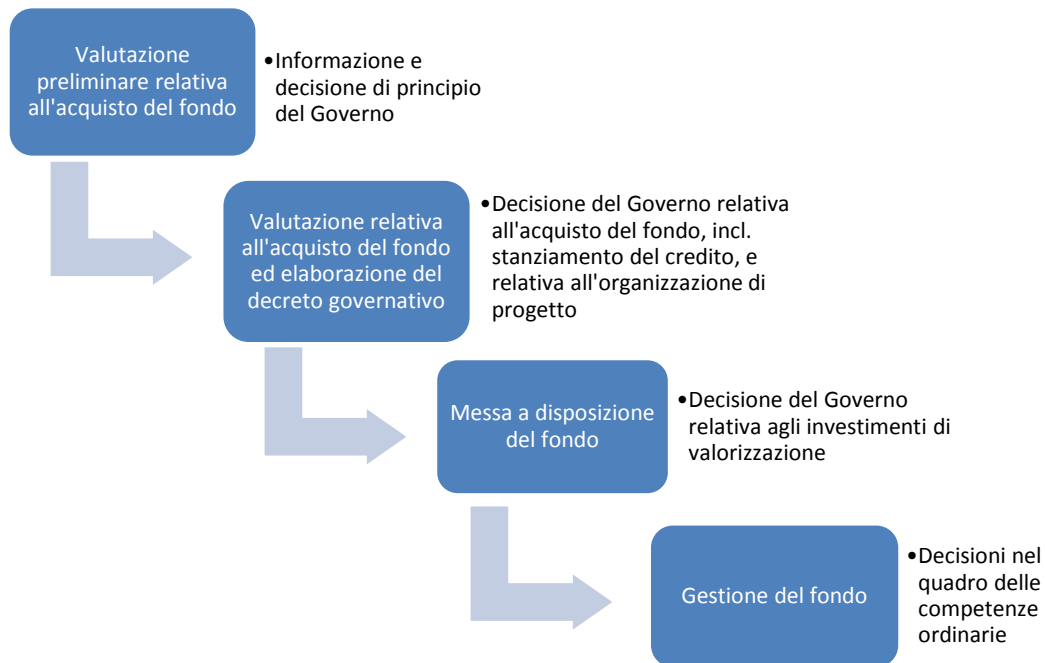 Valutazione
preliminare relativa
all'acquisto del fondo
•Informazione e
decisione di principio
del Governo
Valutazione relativa
all'acquisto del fondo
ed elaborazione del
decreto governativo
•Decisione del Governo relativa
all'acquisto del fondo, incl.
stanziamento del credito, e
relativa all'organizzazione di
progetto
Messa a disposizione
del fondo
•Decisione del Governo
relativa agli investimenti di
valorizzazione
Gestione del fondo
•Decisioni nel
quadro delle
competenze
ordinarie